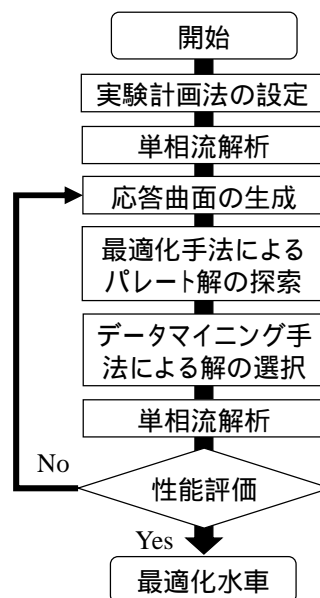 開始
実験計画法の設定
単相流解析
応答曲面の生成
最適化手法による
パレート解の探索
データマイニング手
法による解の選択
単相流解析
No
性能評価
Yes
最適化水車